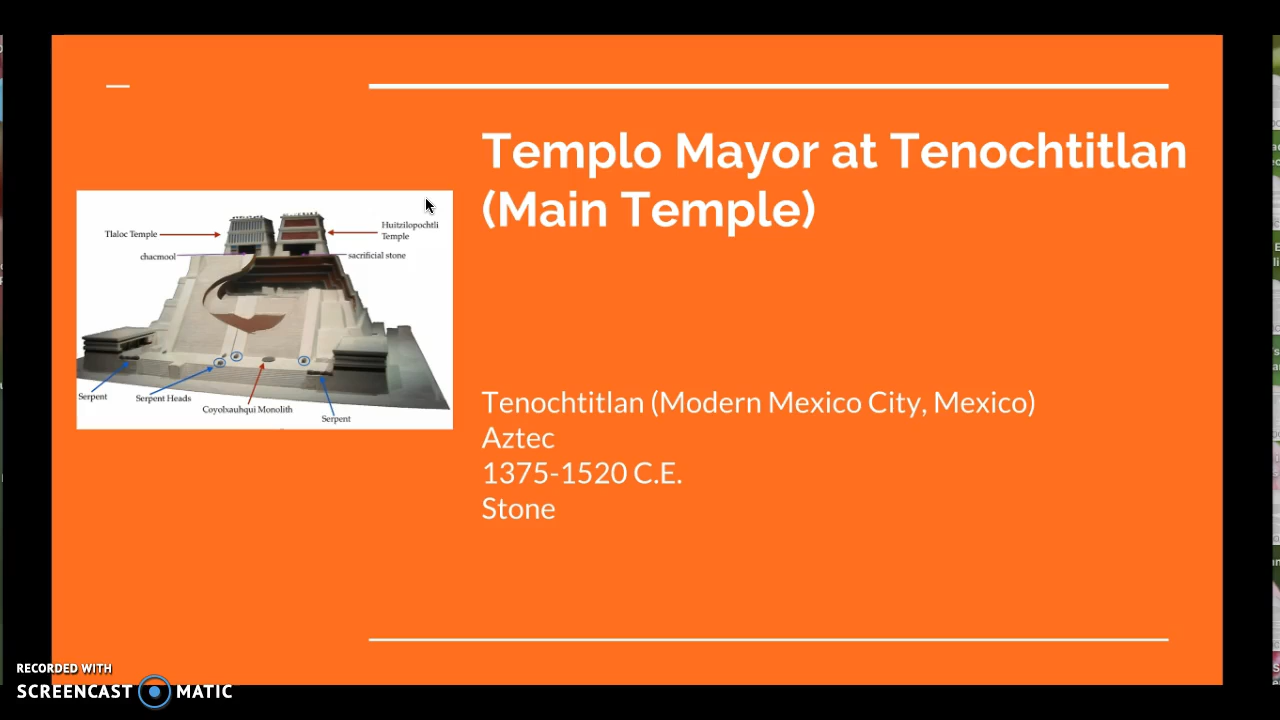 Templo Mayor at Tenochtitlan
(Main Temple)
Tlaloc Temple
Huitzilopochtli
Temple
chacmool
sacrificial stone
Serpent
Serpent Heads
Coyolxauhqui Monolith
Serpent
Tenochtitlan (Modern Mexico City, Mexico)
Aztec
1375-1520 C.E.
Stone
RECORDED WITH
SCREENCAST MATIC